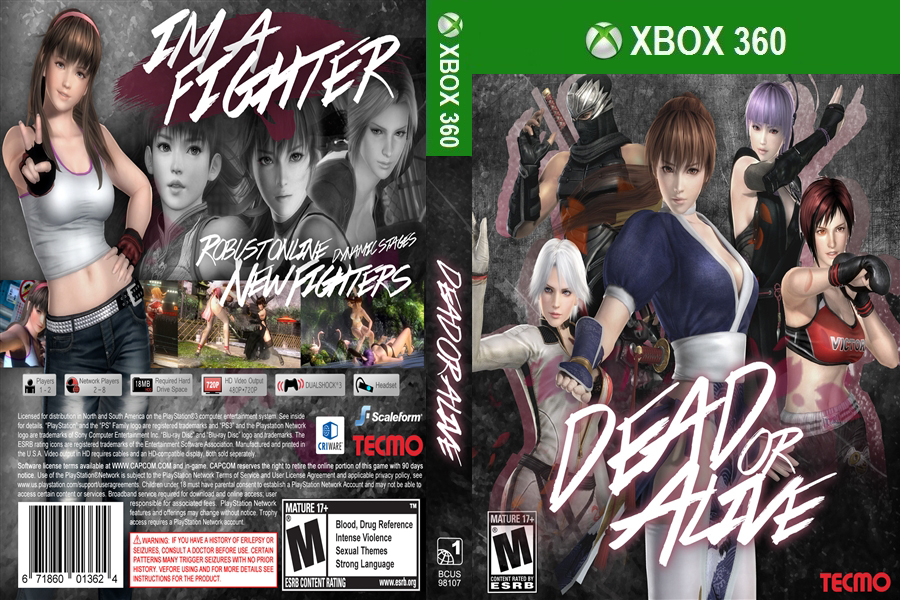 IM A
FIGHTER
ROBUST ONLINE DYNAMIC STAGES
NEW FIGHTERS
Players
1 - 2
Network Players
2 - 8
18MB
Required Hard
Drive Space
720P
HD Video Output
480P•720P
DUALSHOCK®3
Headset
Licensed for distribution in North and South America on the PlayStation®3 computer entertainment system. See inside
for details. "PlayStation" and the "PS" Family logo are registered trademarks and "PS3" and the Playstation Network
logo are trademarks of Sony Computer Entertainment Inc. "Blu-ray Disc" and "Blu-ray Disc" logo and trademarks. The
ESRB rating icons are registered trademarks of the Entertainment Software Association. Manufactured and printed in
the U.S.A. Video output in HD requires cables and an HD-compatible display, both sold separately.
Scaleform
CRIWARE
TECMO
Software license terms available at WWW.CAPCOM.COM and in-game. CAPCOM reserves the right to retire the online portion of this game with 90 days
notice. Use of the PlayStation®Network is subject to the PlayStation Network Terms of Service and User License Agreement and applicable privacy policy, see
www.us.playstation.com/support/useragreements. Children under 18 must have parental consent to establish a PlayStation Network Account and may not be able to
access certain content or services. Broadband service required for download and online access; user
responsible for associated fees. PlayStation Network
features and offerings may change without notice. Trophy
access requires a PlayStation Network account.
WARNING: IF YOU HAVE A HISTORY OF EPILEPSY OR
SEIZURES, CONSULT A DOCTOR BEFORE USE. CERTAIN
PATTERNS MANY TRIGGER SEIZURES WITH NO PRIOR
HISTORY. VEFORE USING AND FOR MORE DETAILS SEE
INSTRUCTIONS FOR THE PRODUCT.
6 71860 01362 4
MATURE 17+
M
®
Blood, Drug Reference
Intense Violence
Sexual Themes
Strong Language
ESRB CONTENT RATING www.esrb.org
XBOX 360
DEAD OR ALIVE
1
BCUS
98107
XBOX 360
VICTORY
DEAD
OR
ALIVE
MATURE 17+
M
®
CONTENT RATED BY
ESRB
TECMO